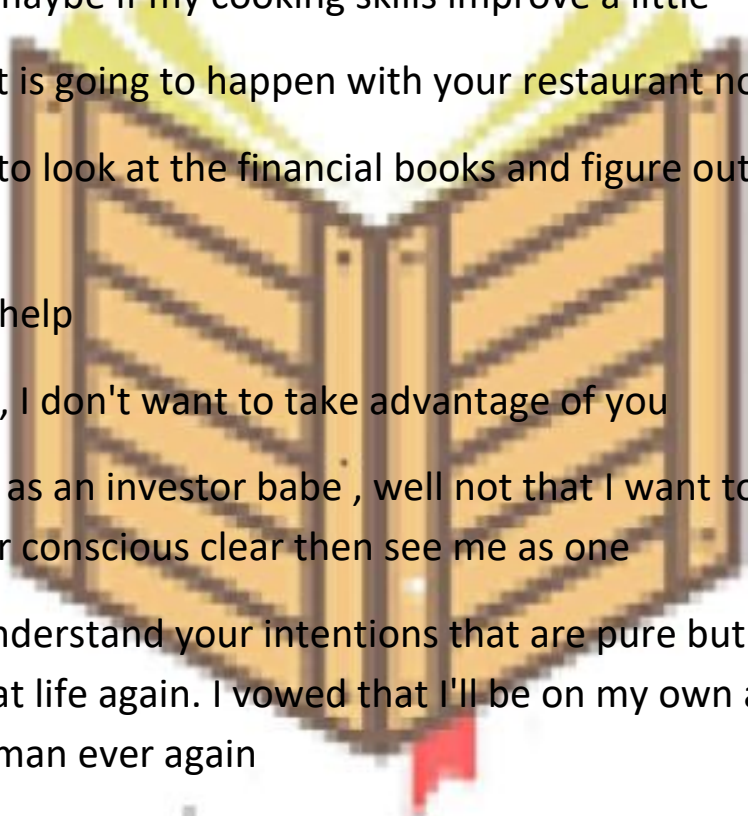 maybe if my cooking skills improve a little
t is going to happen with your restaurant no
to look at the financial books and figure out
help
, I don't want to take advantage of you
as an investor babe , well not that I want to
r conscious clear then see me as one
nderstand your intentions that are pure but
at life again. I vowed that I'll be on my own a
man ever again